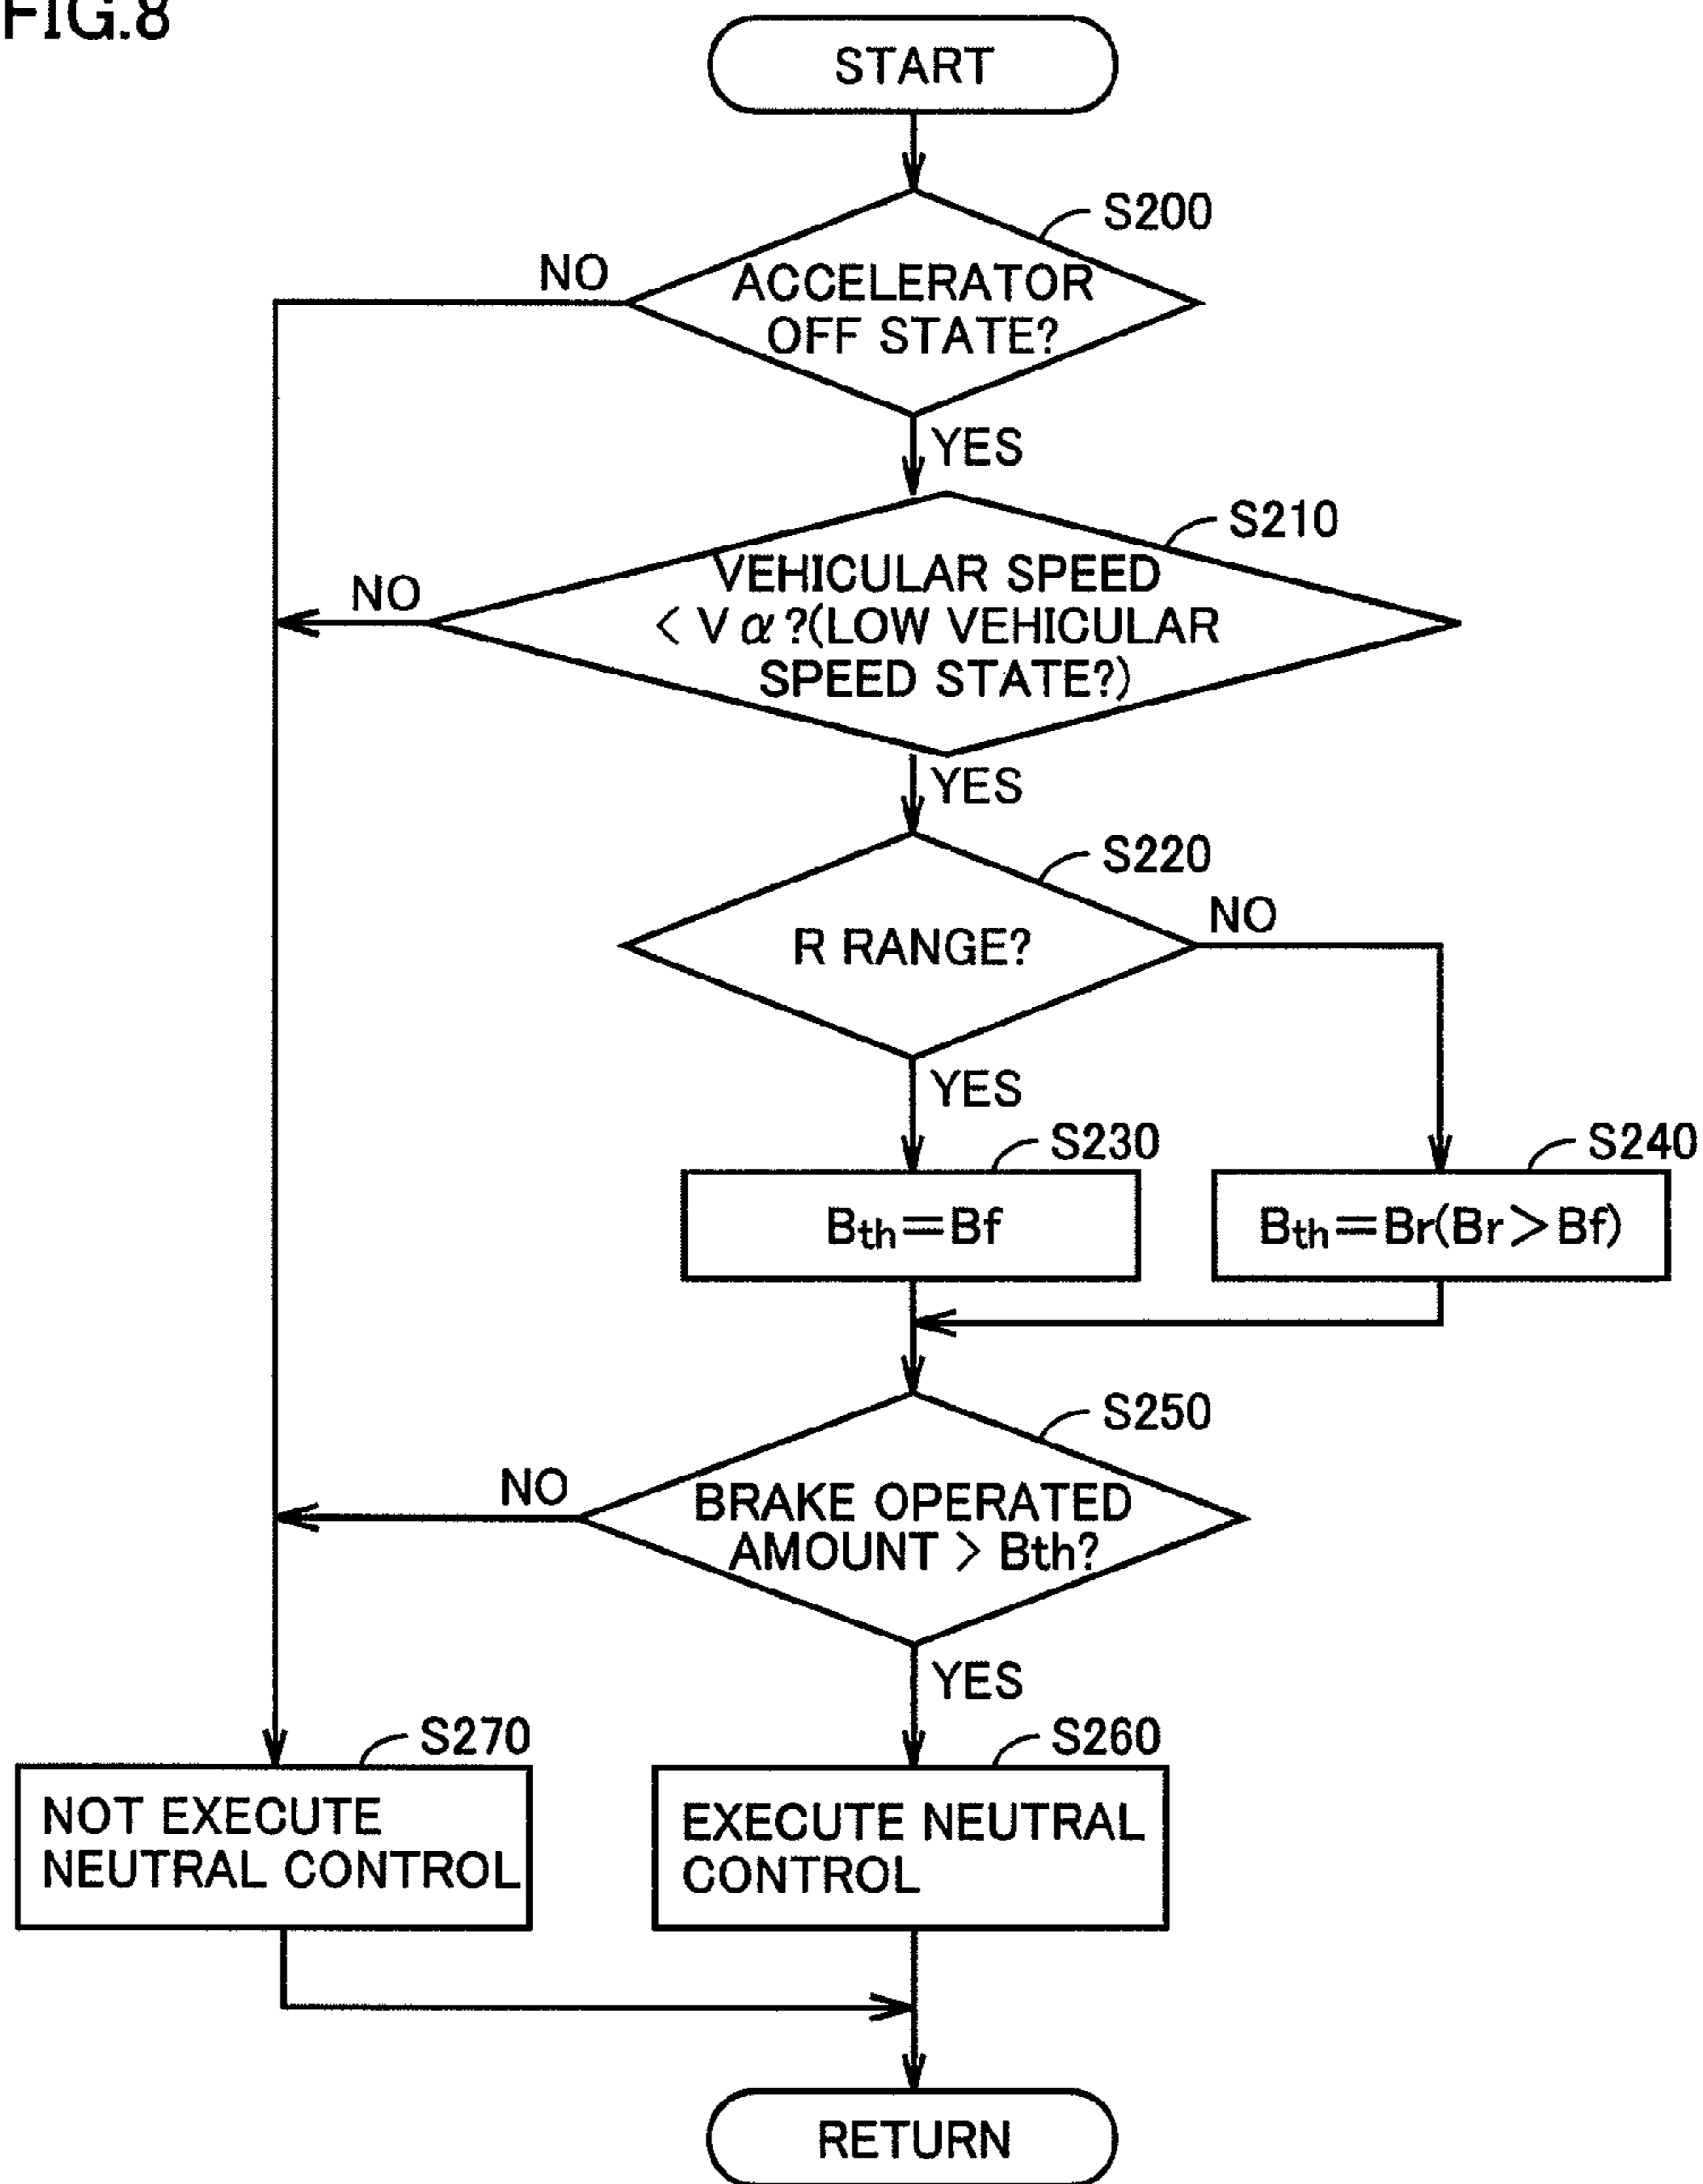 FIG.8
START
S200
NO
ACCELERATOR
OFF STATE?
YES
S210
NO
VEHICULAR SPEED
< Vα?(LOW VEHICULAR
SPEED STATE?)
YES
S220
NO
R RANGE?
YES
S230
S240
Bth=Bf
Bth=Br(Br>Bf)
S250
NO
BRAKE OPERATED
AMOUNT > Bth?
YES
S270
S260
NOT EXECUTE
NEUTRAL CONTROL
EXECUTE NEUTRAL
CONTROL
RETURN